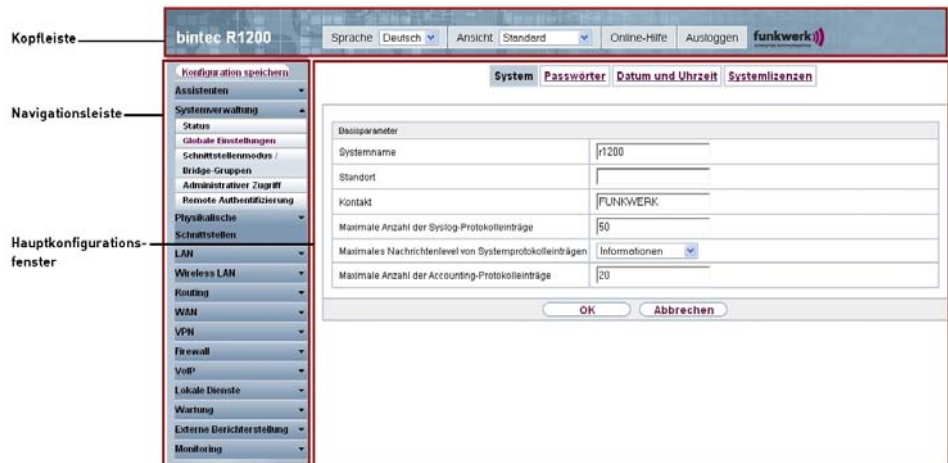 Kopfleiste
bintec R1200
Sprache Deutsch Ansicht Standard Online-Hilfe Ausloggen funkwerk
Konfiguration speichern
Assistenten
Navigationsleiste
Systemverwaltung
Status
Globale Einstellungen
Schnittstellenmodus /
Bridge-Gruppen
Administrativer Zugriff
Remote Authentifizierung
Physikalische
Schnittstellen
Hauptkonfigurations-
fenster
LAN
Wireless LAN
Routing
WAN
VPN
Firewall
VoIP
Lokale Dienste
Wartung
Externe Berichterstellung
Monitoring
System Passwörter Datum und Uhrzeit Systemlizenzen
Basisparameter
Systemname r1200
Standort
Kontakt FUNKWERK
Maximale Anzahl der Syslog-Protokolleinträge 50
Maximales Nachrichtenlevel von Systemprotokolleinträgen Informationen
Maximale Anzahl der Accounting-Protokolleinträge 20
OK Abbrechen